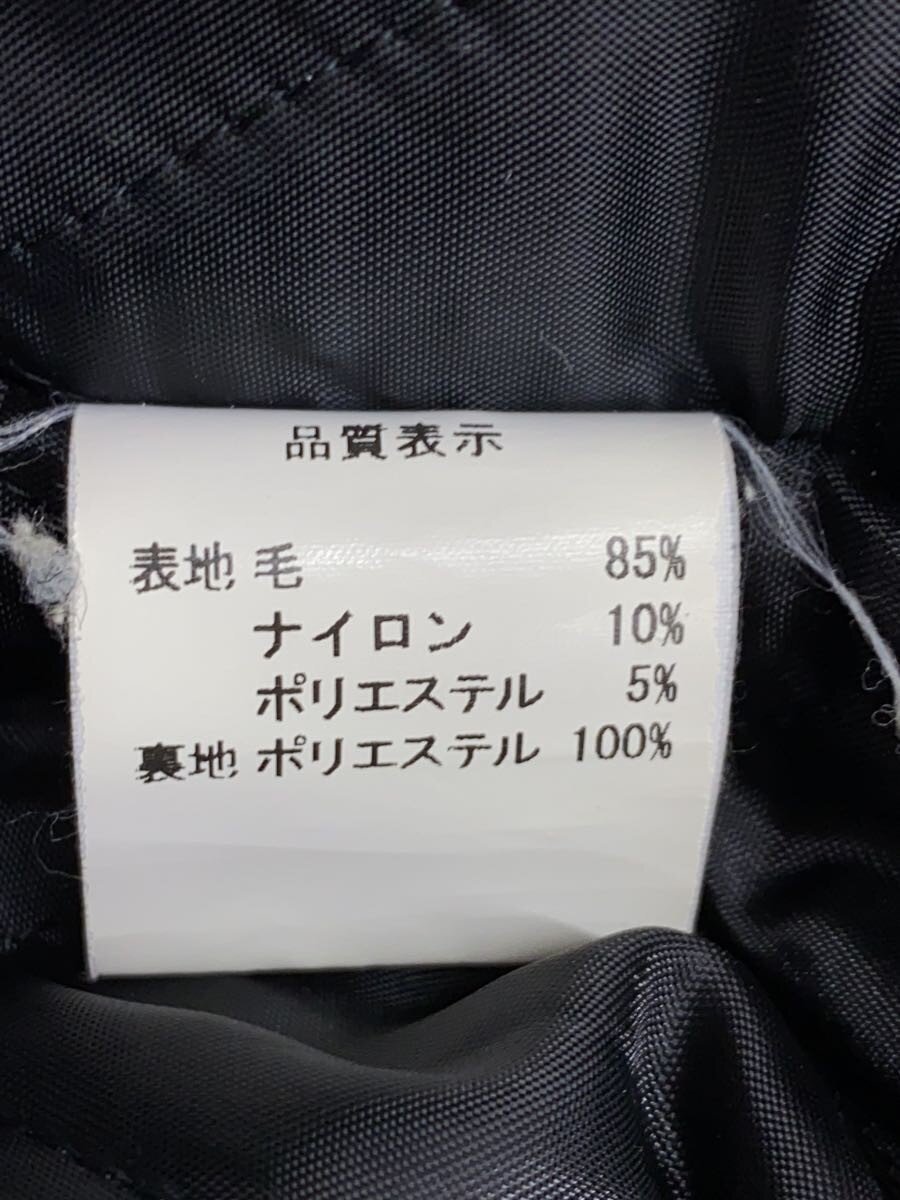 品質表示
表地 毛 85%
ナイロン 10%
ポリエステル 5%
裏地 ポリエステル 100%